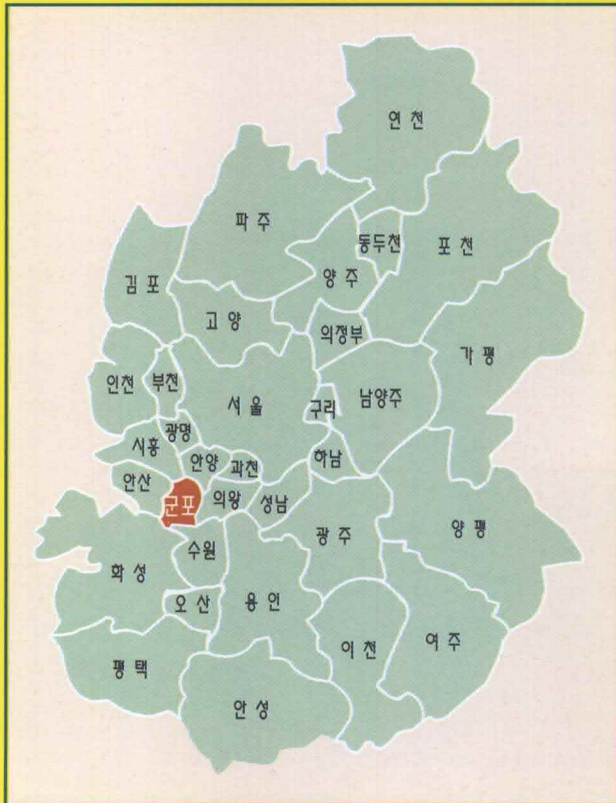 연천
파주
동두천
포천
김포
양주
고양
의정부
가평
인천
부천
서울
구리
남양주
광명
시흥
안양
과천
하남
안산
군포
의왕
성남
양평
수원
광주
화성
오산
용인
이천
여주
평택
안성